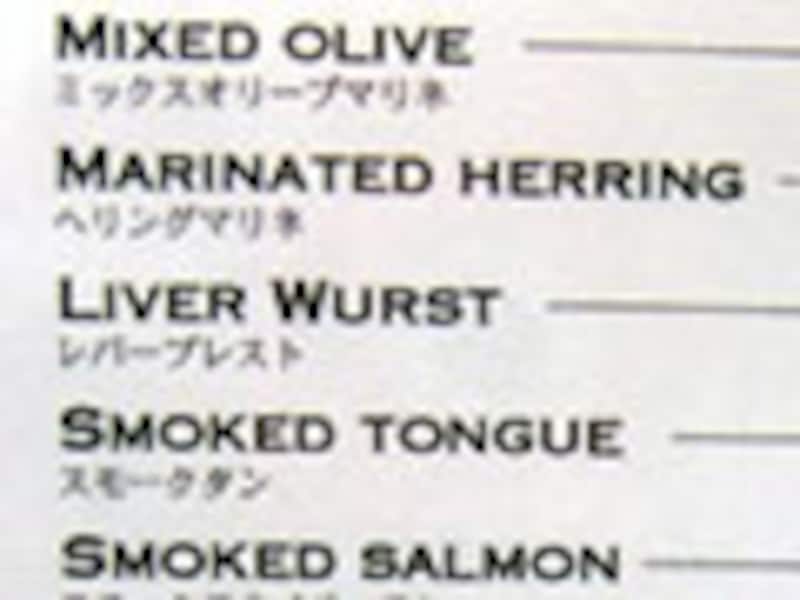 MIXED OLIVE
ミックスオリーブマリネ
MARINATED HERRING
ヘリングマリネ
LIVER WURST
レバーブレスト
SMOKED TONGUE
スモークタン
SMOKED SALMON